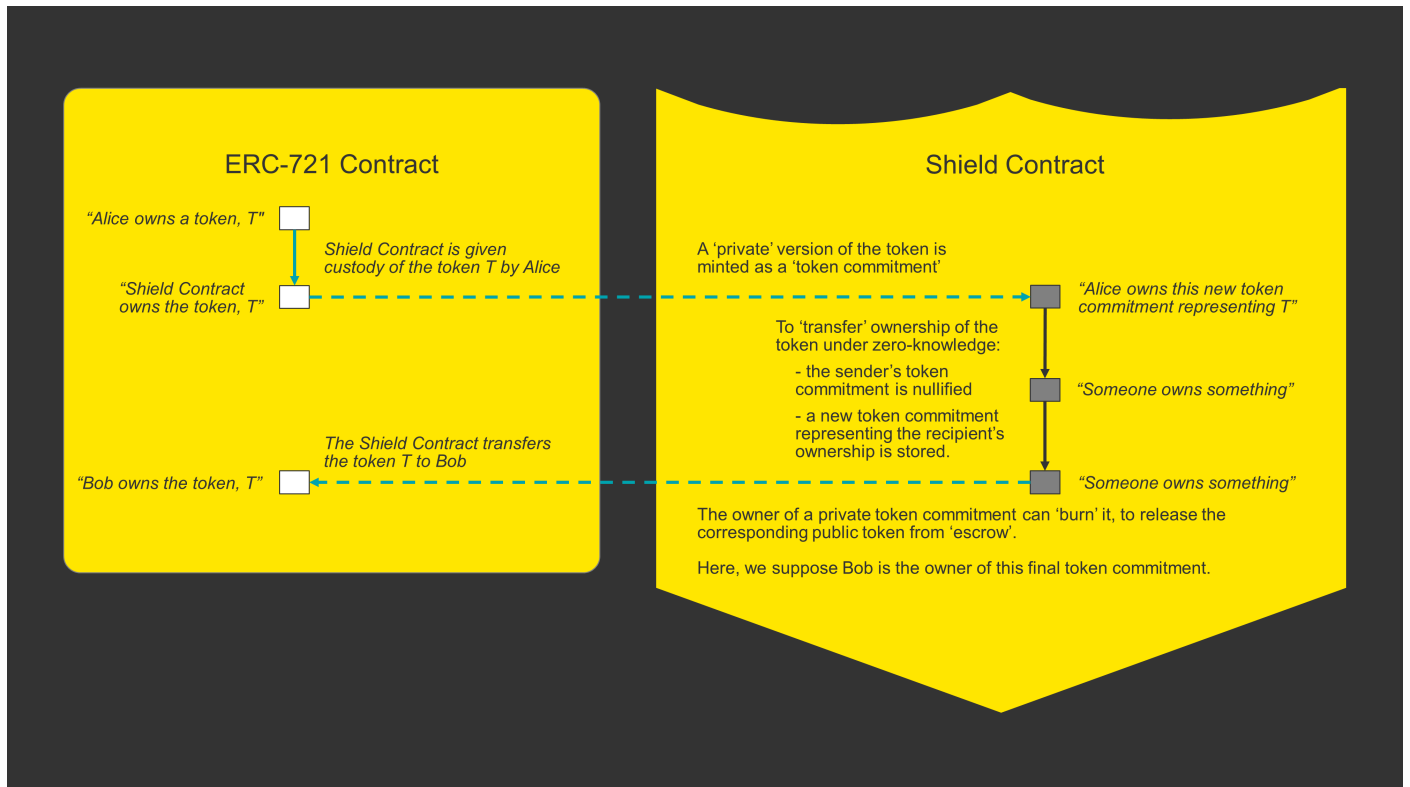 ERC-721 Contract
“Alice owns a token, T"
Shield Contract is given
custody of the token T by Alice
“Shield Contract
owns the token, T”
The Shield Contract transfers
the token T to Bob
“Bob owns the token, T”
Shield Contract
A ‘private’ version of the token is
minted as a ‘token commitment’
“Alice owns this new token
commitment representing T”
To ‘transfer’ ownership of the
token under zero-knowledge:
- the sender’s token
commitment is nullified
“Someone owns something”
- a new token commitment
representing the recipient’s
ownership is stored.
“Someone owns something”
The owner of a private token commitment can ‘burn’ it, to release the
corresponding public token from ‘escrow’.
Here, we suppose Bob is the owner of this final token commitment.